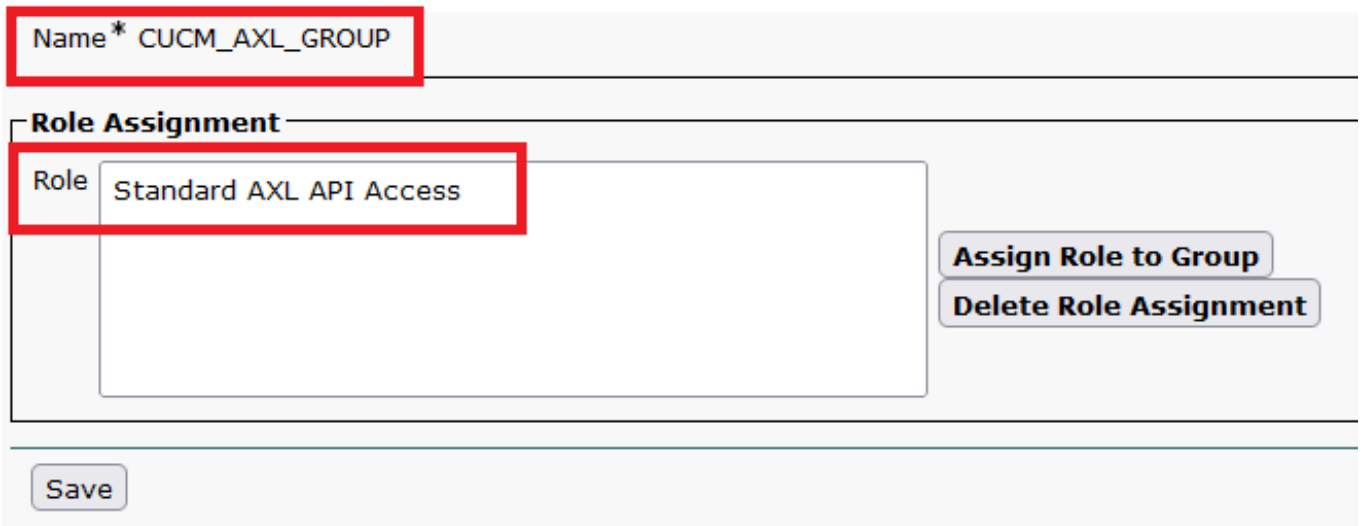 Name* CUCM_AXL_GROUP
Role Assignment
Role
Standard AXL API Access
Assign Role to Group
Delete Role Assignment
Save